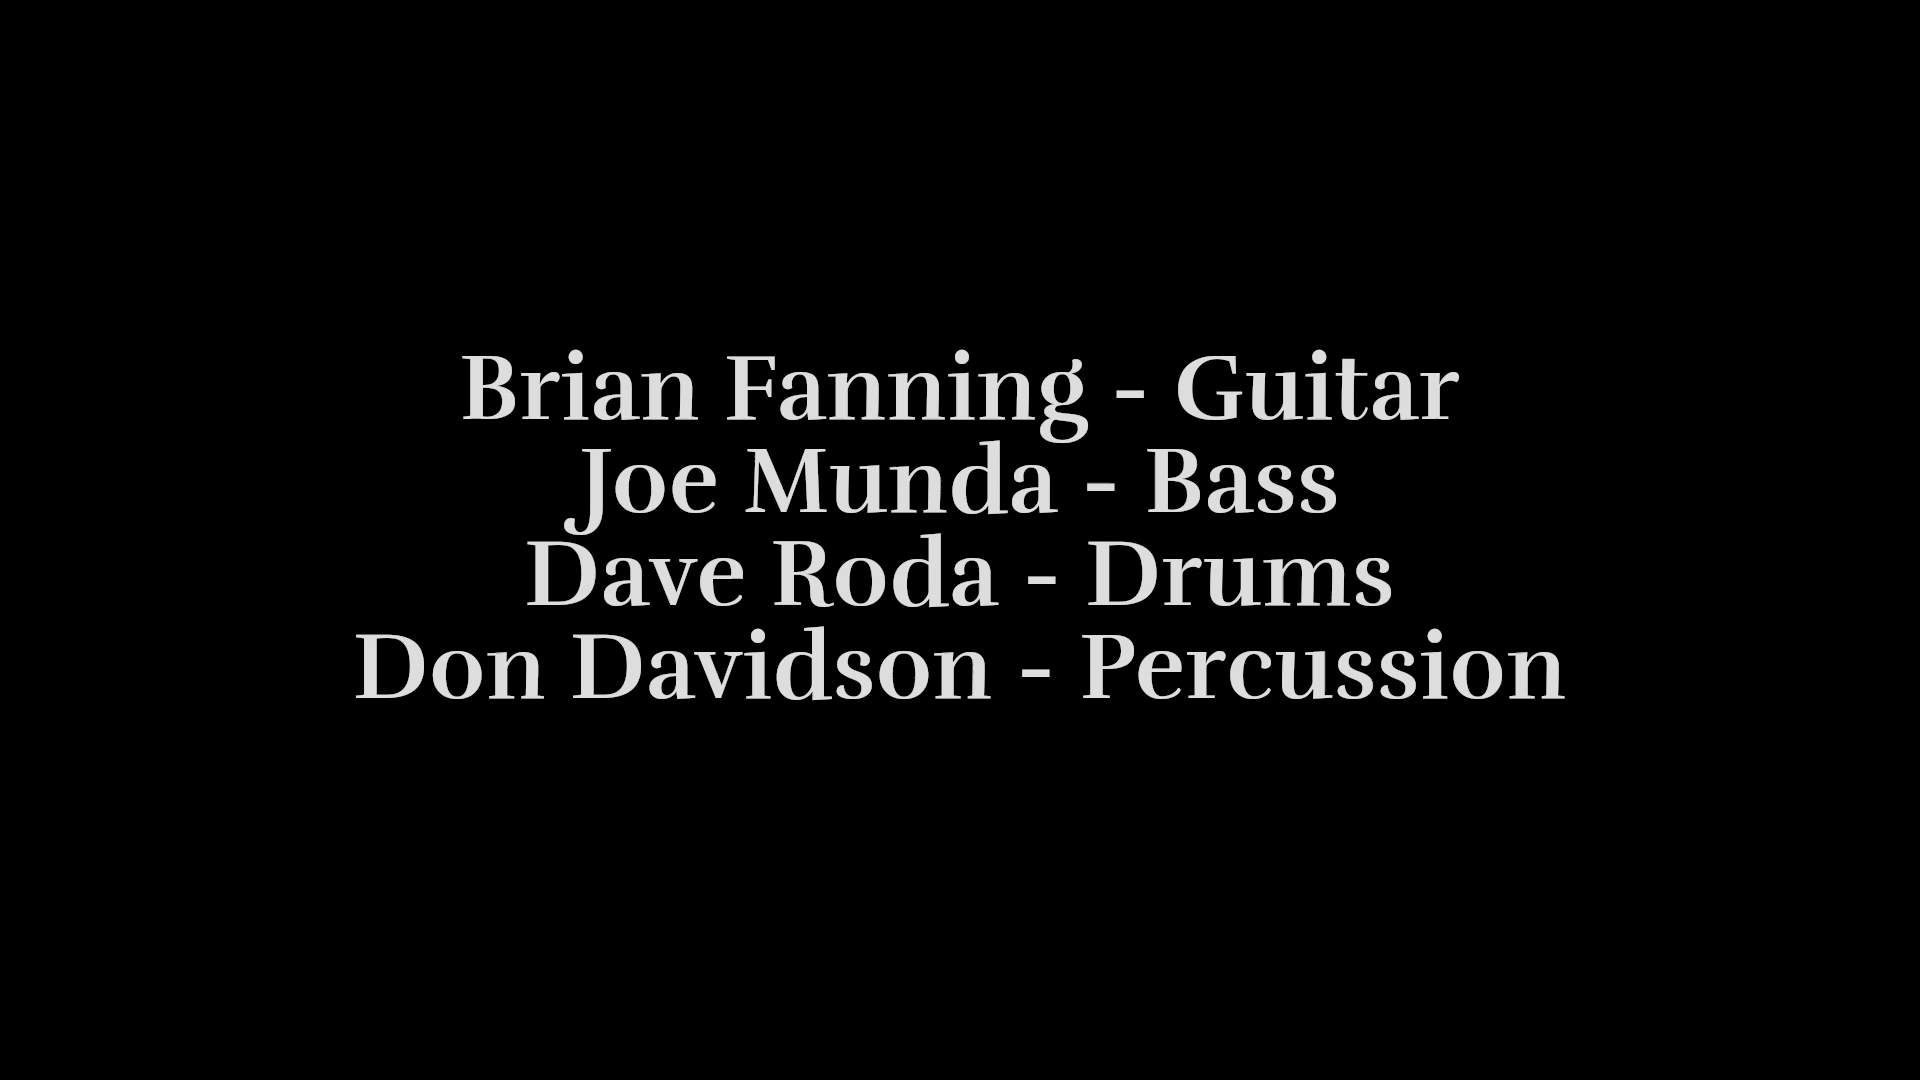 Brian Fanning - Guitar
Joe Munda - Bass
Dave Roda - Drums
Don Davidson - Percussion